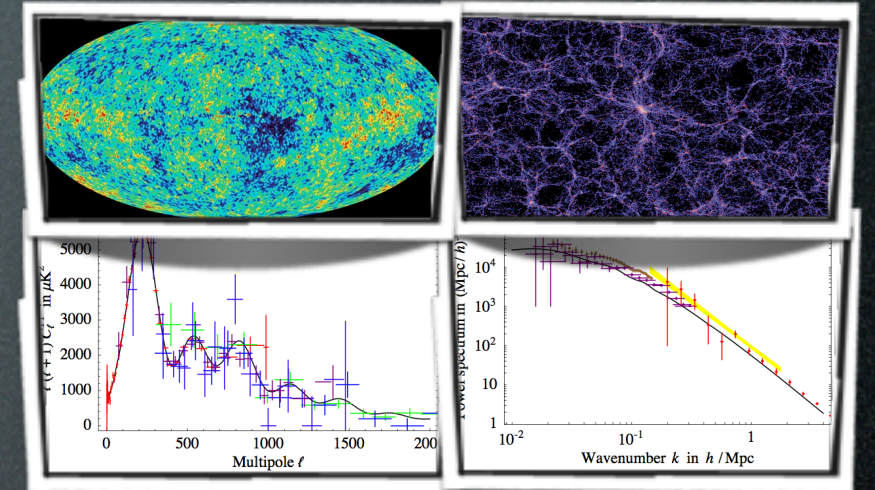 5000
4000
3000
2000
1000
0
0 500 1000 1500 200
Multipole ℓ
ℓ (ℓ + 1) C in μK²
10⁴
10³
10²
10
1
10⁻² 10⁻¹ 1
Wavenumber k in h / Mpc
Power spectrum in (Mpc / h)